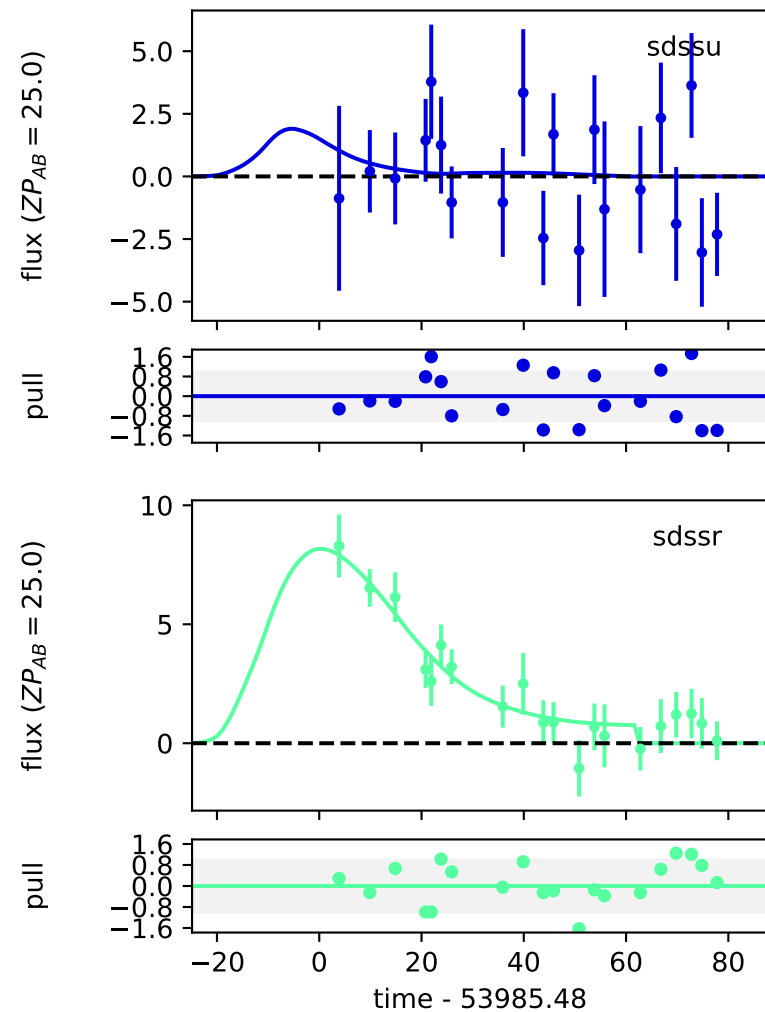 sdssu
flux (ZP_AB = 25.0)
5.0
2.5
0.0
−2.5
−5.0
pull
1.6
0.8
0.0
−0.8
−1.6
sdssr
flux (ZP_AB = 25.0)
10
5
0
pull
1.6
0.8
0.0
−0.8
−1.6
−20 0 20 40 60 80
time - 53985.48